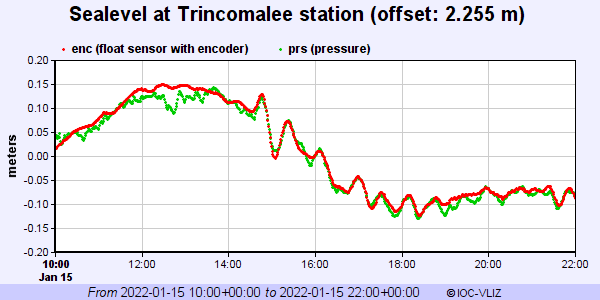 Sealevel at Trincomalee station (offset: 2.255 m)
enc (float sensor with encoder) prs (pressure)
meters
0.20
0.15
0.10
0.05
0.00
-0.05
-0.10
-0.15
-0.20
10:00 12:00 14:00 16:00 18:00 20:00 22:00
Jan 15
From 2022-01-15 10:00+00:00 to 2022-01-15 22:00+00:00 © IOC-VLIZ